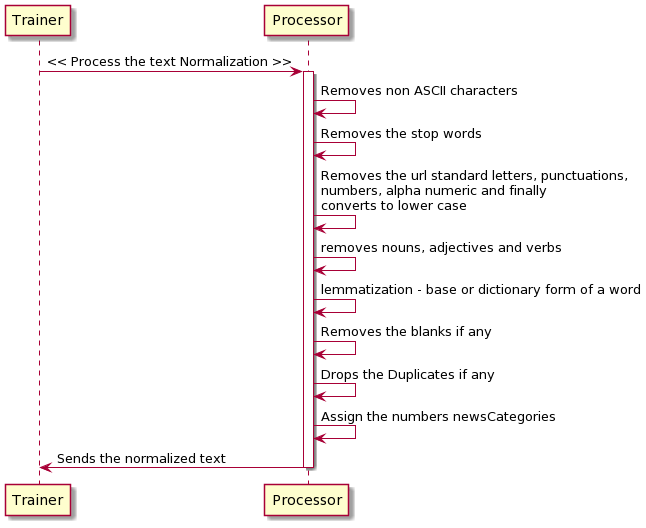 Trainer
Processor
<< Process the text Normalization >>
Removes non ASCII characters
Removes the stop words
Removes the url standard letters, punctuations,
numbers, alpha numeric and finally
converts to lower case
removes nouns, adjectives and verbs
lemmatization - base or dictionary form of a word
Removes the blanks if any
Drops the Duplicates if any
Assign the numbers newsCategories
Sends the normalized text
Trainer
Processor